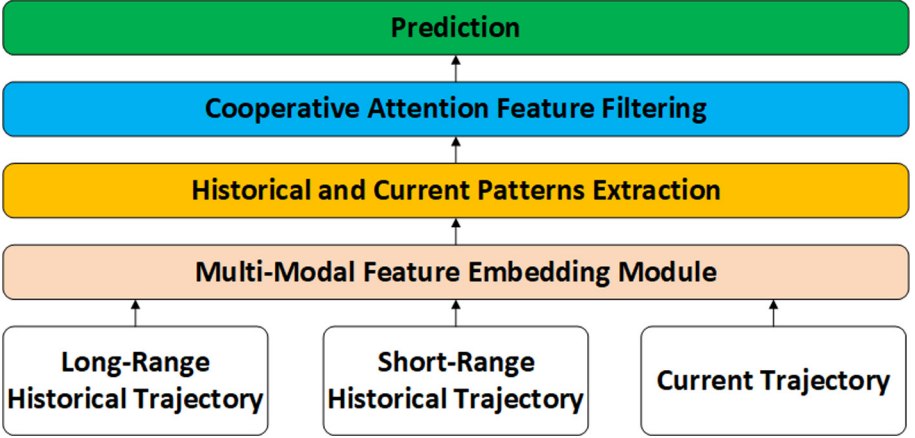 Prediction
Cooperative Attention Feature Filtering
Historical and Current Patterns Extraction
Multi-Modal Feature Embedding Module
Long-Range
Historical Trajectory
Short-Range
Historical Trajectory
Current Trajectory